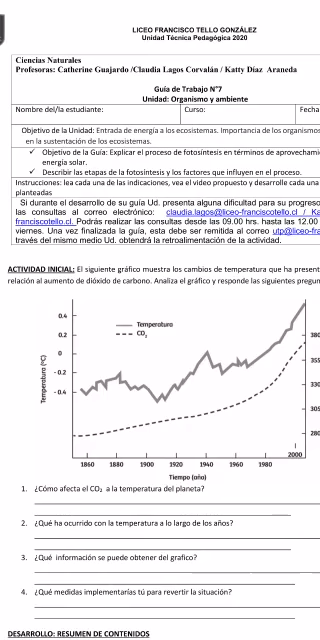 LICEO FRANCISCO TELLO GONZÁLEZ
Unidad Técnica Pedagógica 2020
Ciencias Naturales
Profesoras: Catherine Guajardo /Claudia Lagos Corvalán / Katty Díaz Araneda
Guía de Trabajo N°7
Unidad: Organismo y ambiente
Nombre del/la estudiante: Curso: Fecha
Objetivo de la Unidad: Entrada de energía a los ecosistemas. Importancia de los organismos
en la sustentación de los ecosistemas.
✓ Objetivo de la Guía: Explicar el proceso de fotosíntesis en términos de aprovechami
energía solar.
✓ Describir las etapas de la fotosíntesis y los factores que influyen en el proceso.
Instrucciones: lea cada una de las indicaciones, vea el video propuesto y desarrolle cada una
planteadas
Si durante el desarrollo de su guía Ud. presenta alguna dificultad para su progreso
las consultas al correo electrónico: claudia.lagos@liceo-franciscotello.cl / Ka
franciscotello.cl. Podrás realizar las consultas desde las 09.00 hrs. hasta las 12.00
viernes. Una vez finalizada la guía, esta debe ser remitida al correo utp@liceo-fra
través del mismo medio Ud. obtendrá la retroalimentación de la actividad.
ACTIVIDAD INICIAL: El siguiente gráfico muestra los cambios de temperatura que ha present
relación al aumento de dióxido de carbono. Analiza el gráfico y responde las siguientes pregun
Temperatura (°C)
0.4
0.2
0
- 0.2
- 0.4
Temperatura
CO₂
380
355
330
305
280
1860 1880 1900 1920 1940 1960 1980 2000
Tiempo (año)
1. ¿Cómo afecta el CO₂ a la temperatura del planeta?
2. ¿Qué ha ocurrido con la temperatura a lo largo de los años?
3. ¿Qué información se puede obtener del grafico?
4. ¿Qué medidas implementarías tú para revertir la situación?
DESARROLLO: RESUMEN DE CONTENIDOS